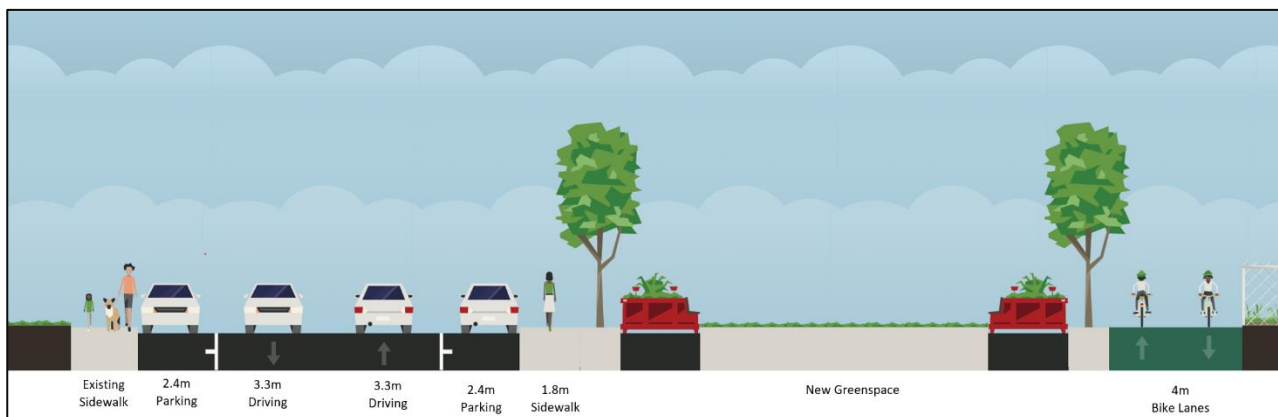 Existing
Sidewalk
2.4m
Parking
3.3m
Driving
3.3m
Driving
2.4m
Parking
1.8m
Sidewalk
New Greenspace
4m
Bike Lanes